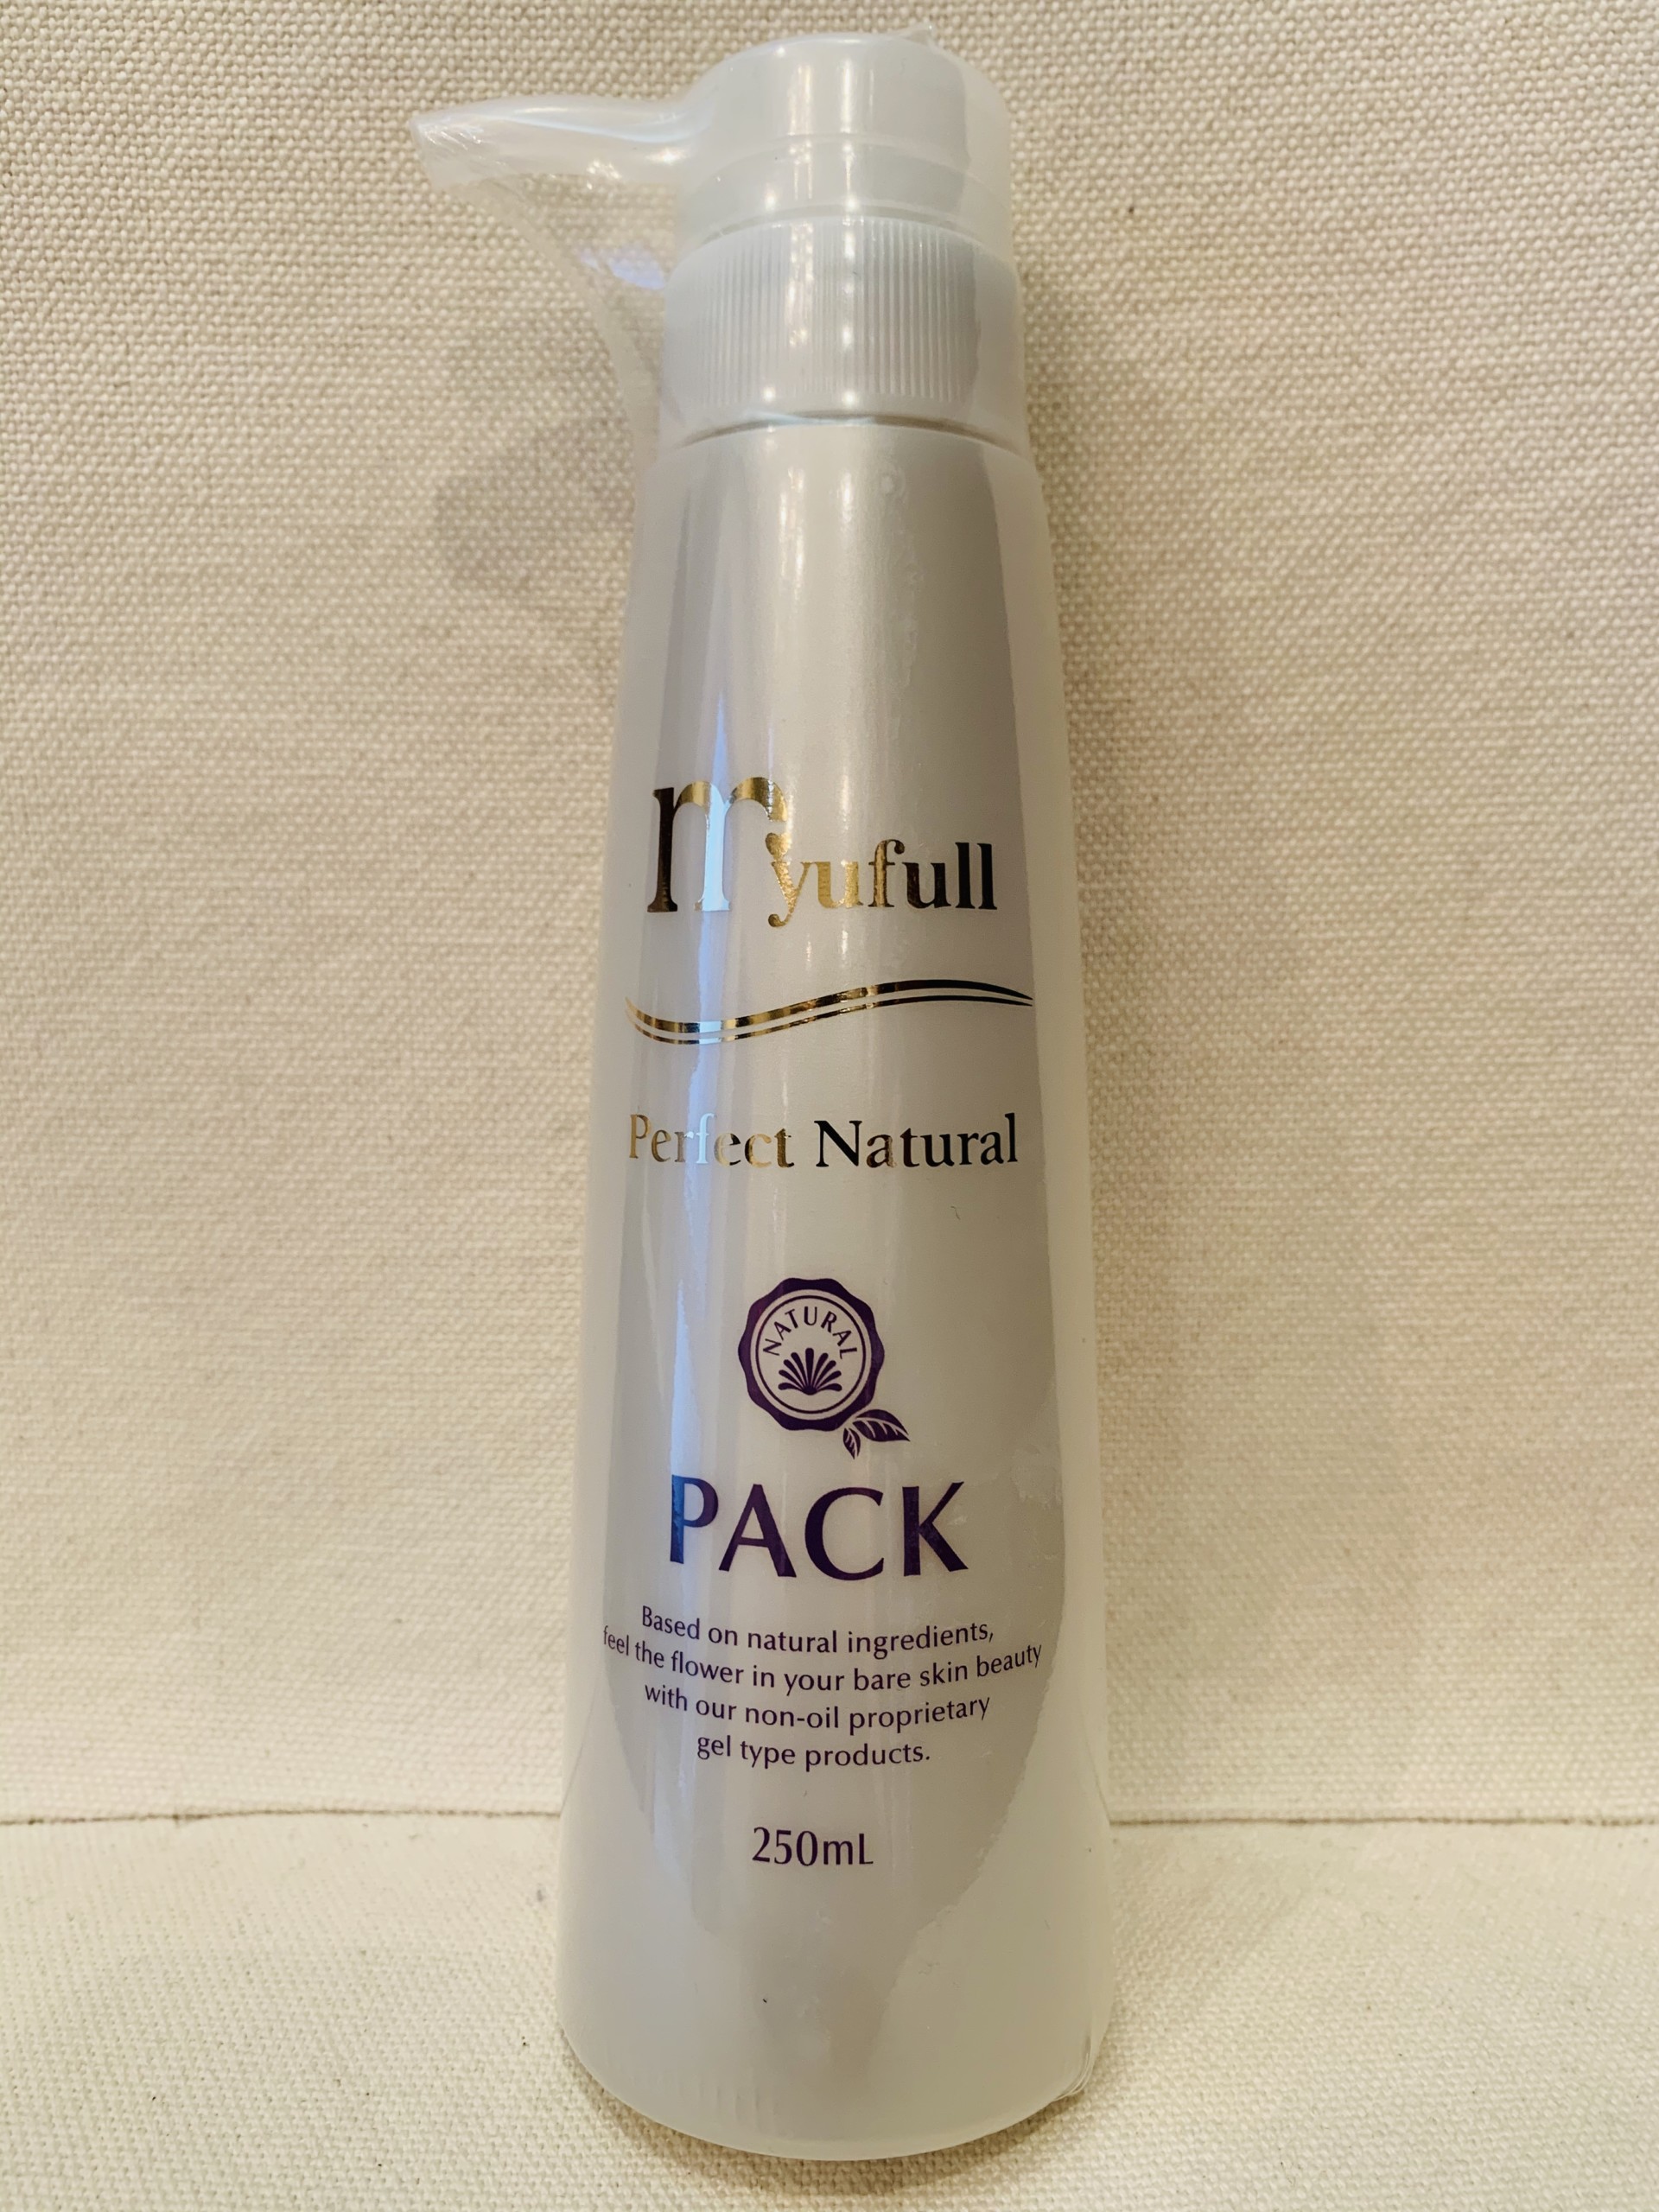 myufull
Perfect Natural
NATURAL
PACK
Based on natural ingredients,
feel the flower in your bare skin beauty
with our non-oil proprietary
gel type products.
250mL